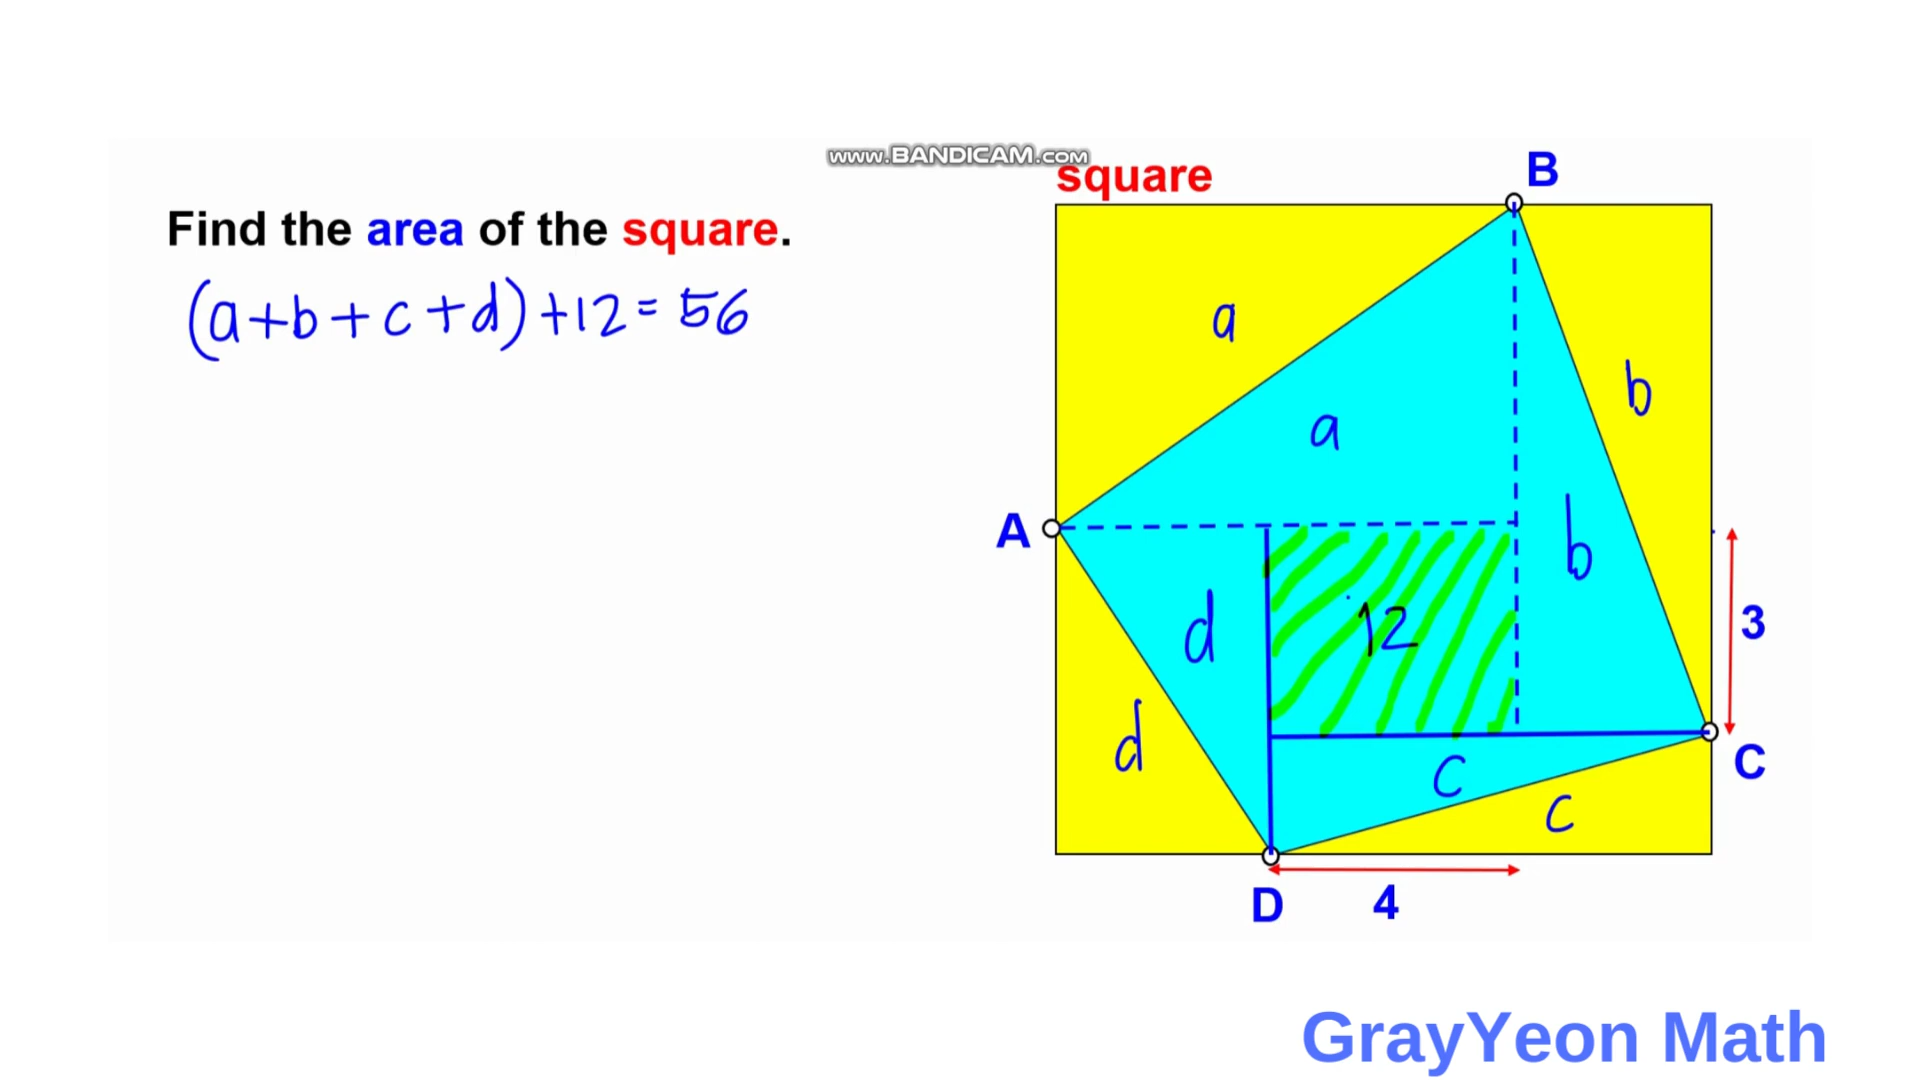 www.BANDICAM.com
square
B
Find the area of the square.
(a+b+c+d)+12=56
a
b
a
b
A
d
12
3
d
c
C
c
D
4
GrayYeon Math